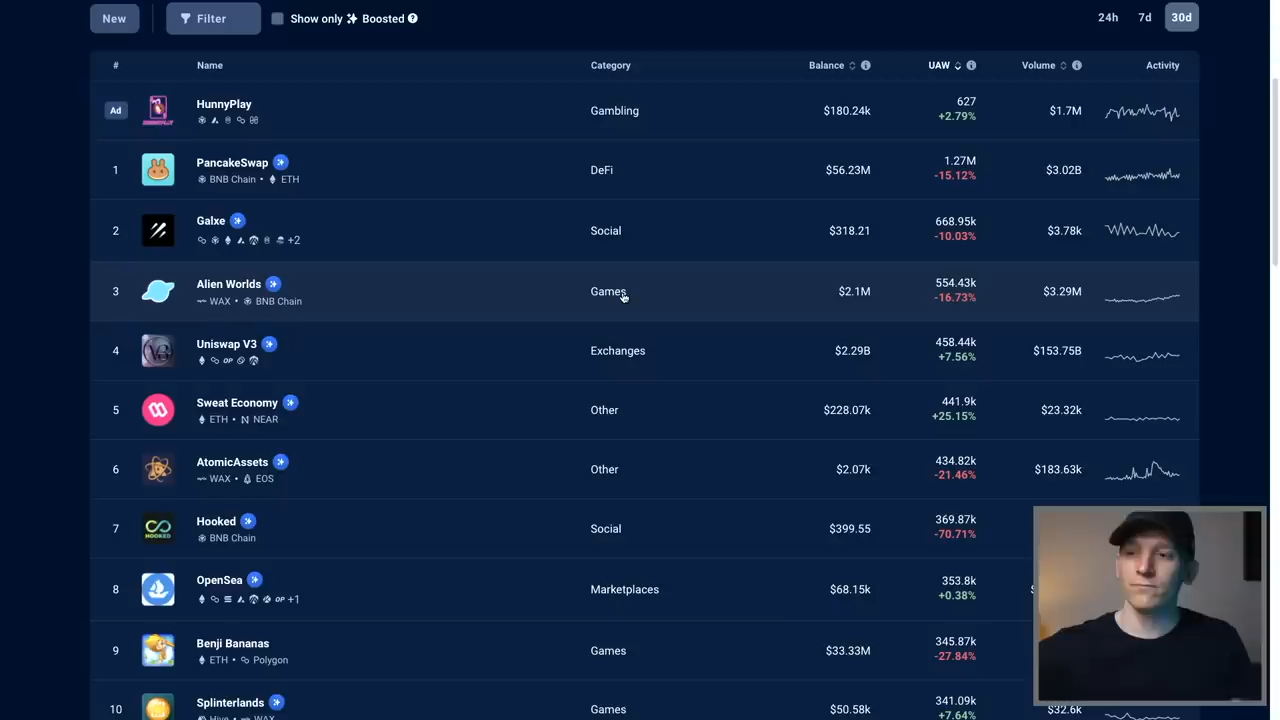 New
Filter
Show only Boosted
24h 7d 30d
# Name Category Balance UAW Volume Activity
Ad HunnyPlay Gambling $180.24k 627 $1.7M
+2.79%
1 PancakeSwap DeFi $56.23M 1.27M $3.02B
BNB Chain • ETH -15.12%
2 Galxe Social $318.21 668.95k $3.78k
+2 -10.03%
3 Alien Worlds Games $2.1M 554.43k $3.29M
WAX • BNB Chain -16.73%
4 Uniswap V3 Exchanges $2.29B 458.44k $153.75B
OP +7.56%
5 Sweat Economy Other $228.07k 441.9k $23.32k
ETH • NEAR +25.15%
6 AtomicAssets Other $2.07k 434.82k $183.63k
WAX • EOS -21.46%
7 Hooked Social $399.55 369.87k
HOOKED BNB Chain -70.71%
8 OpenSea Marketplaces $68.15k 353.8k
OP +1 +0.38%
9 Benji Bananas Games $33.33M 345.87k
ETH • Polygon -27.84%
10 Splinterlands Games $50.58k 341.09k $32.6k
Hive • WAX +7.64%